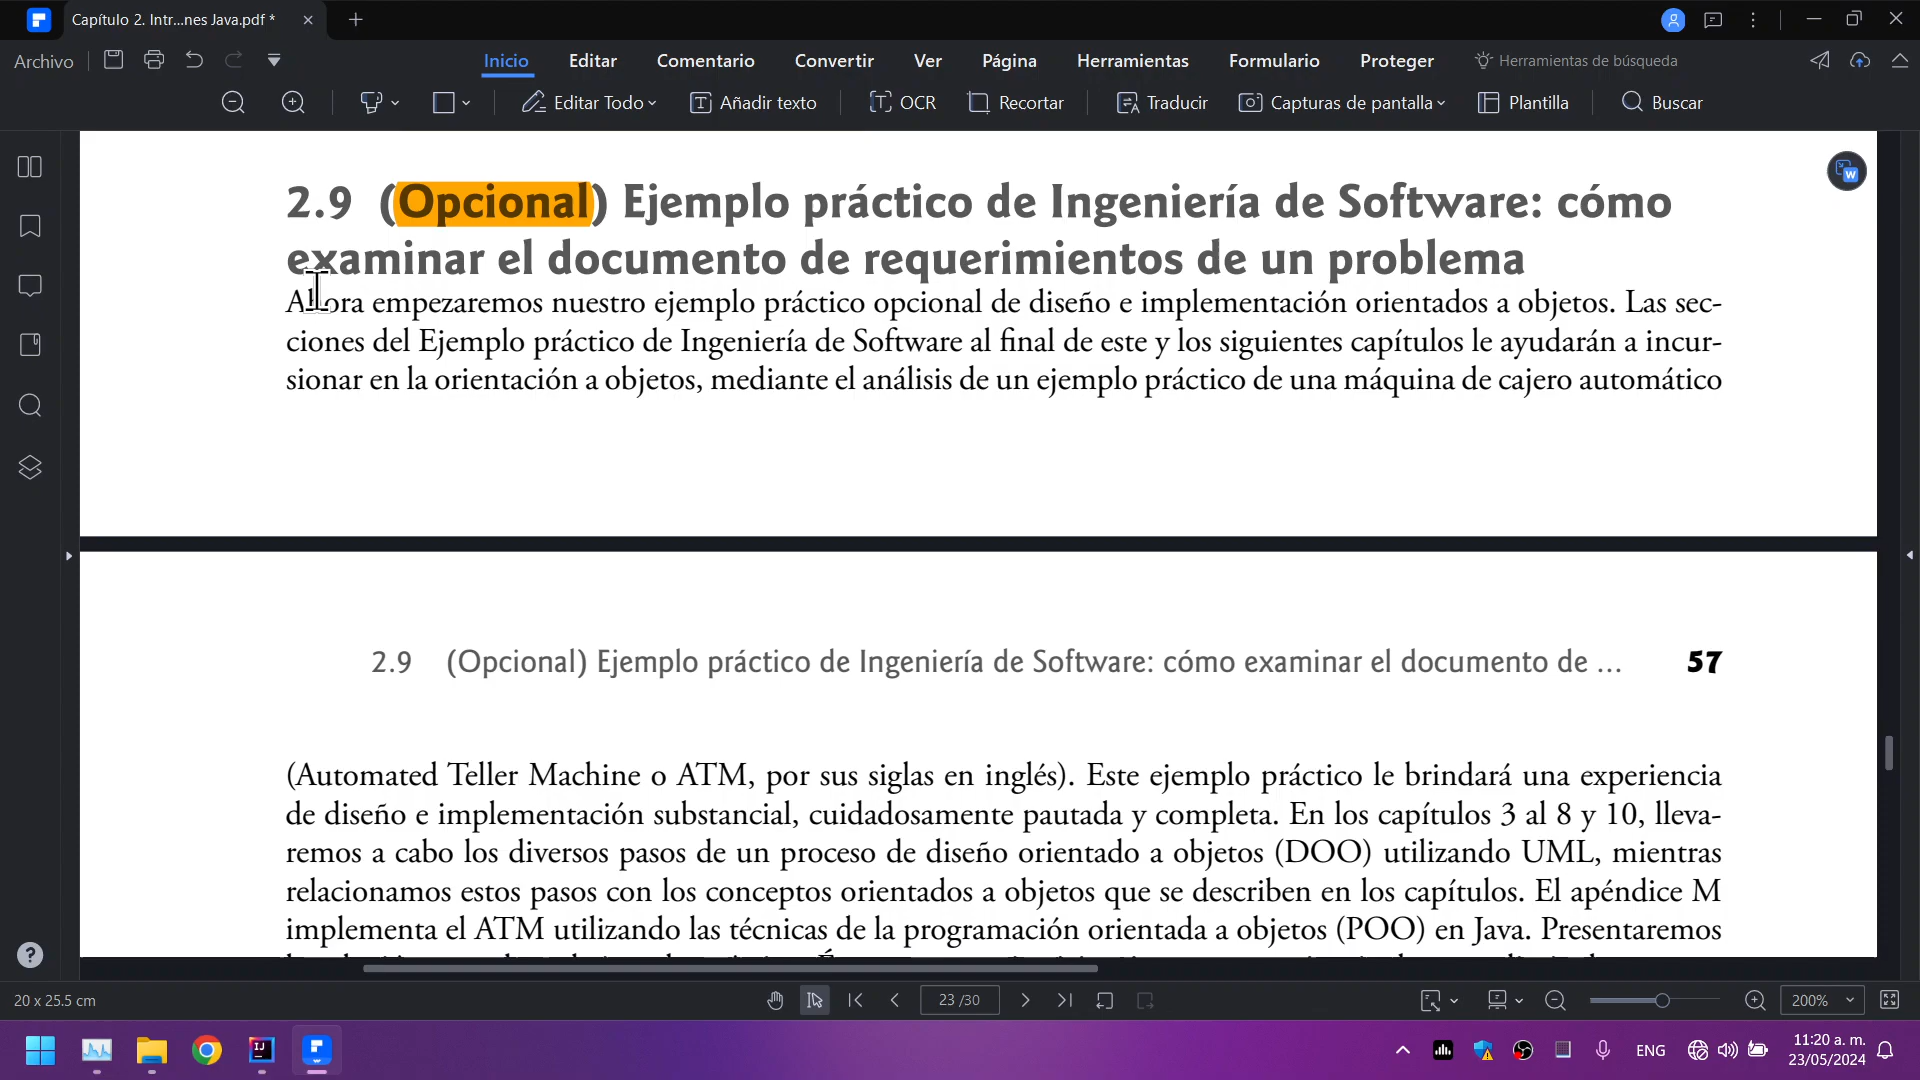 Capítulo 2. Intr...nes Java.pdf *
Archivo
Inicio
Editar
Comentario
Convertir
Ver
Página
Herramientas
Formulario
Proteger
Herramientas de búsqueda
Editar Todo
Añadir texto
OCR
Recortar
Traducir
Capturas de pantalla
Plantilla
Buscar
2.9 (Opcional) Ejemplo práctico de Ingeniería de Software: cómo
examinar el documento de requerimientos de un problema
Ahora empezaremos nuestro ejemplo práctico opcional de diseño e implementación orientados a objetos. Las sec-
ciones del Ejemplo práctico de Ingeniería de Software al final de este y los siguientes capítulos le ayudarán a incur-
sionar en la orientación a objetos, mediante el análisis de un ejemplo práctico de una máquina de cajero automático
2.9 (Opcional) Ejemplo práctico de Ingeniería de Software: cómo examinar el documento de ... 57
(Automated Teller Machine o ATM, por sus siglas en inglés). Este ejemplo práctico le brindará una experiencia
de diseño e implementación substancial, cuidadosamente pautada y completa. En los capítulos 3 al 8 y 10, lleva-
remos a cabo los diversos pasos de un proceso de diseño orientado a objetos (DOO) utilizando UML, mientras
relacionamos estos pasos con los conceptos orientados a objetos que se describen en los capítulos. El apéndice M
implementa el ATM utilizando las técnicas de la programación orientada a objetos (POO) en Java. Presentaremos
20 x 25.5 cm
23 /30
200%
ENG
11:20 a. m.
23/05/2024